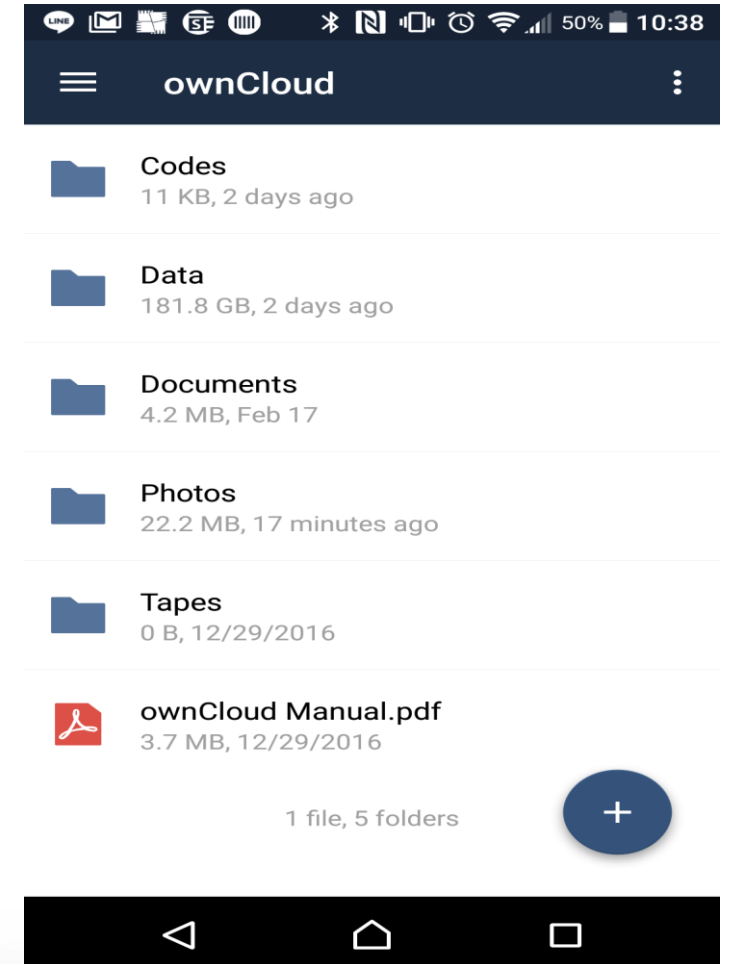 LINE 50% 10:38
ownCloud
Codes
11 KB, 2 days ago
Data
181.8 GB, 2 days ago
Documents
4.2 MB, Feb 17
Photos
22.2 MB, 17 minutes ago
Tapes
0 B, 12/29/2016
ownCloud Manual.pdf
3.7 MB, 12/29/2016
1 file, 5 folders